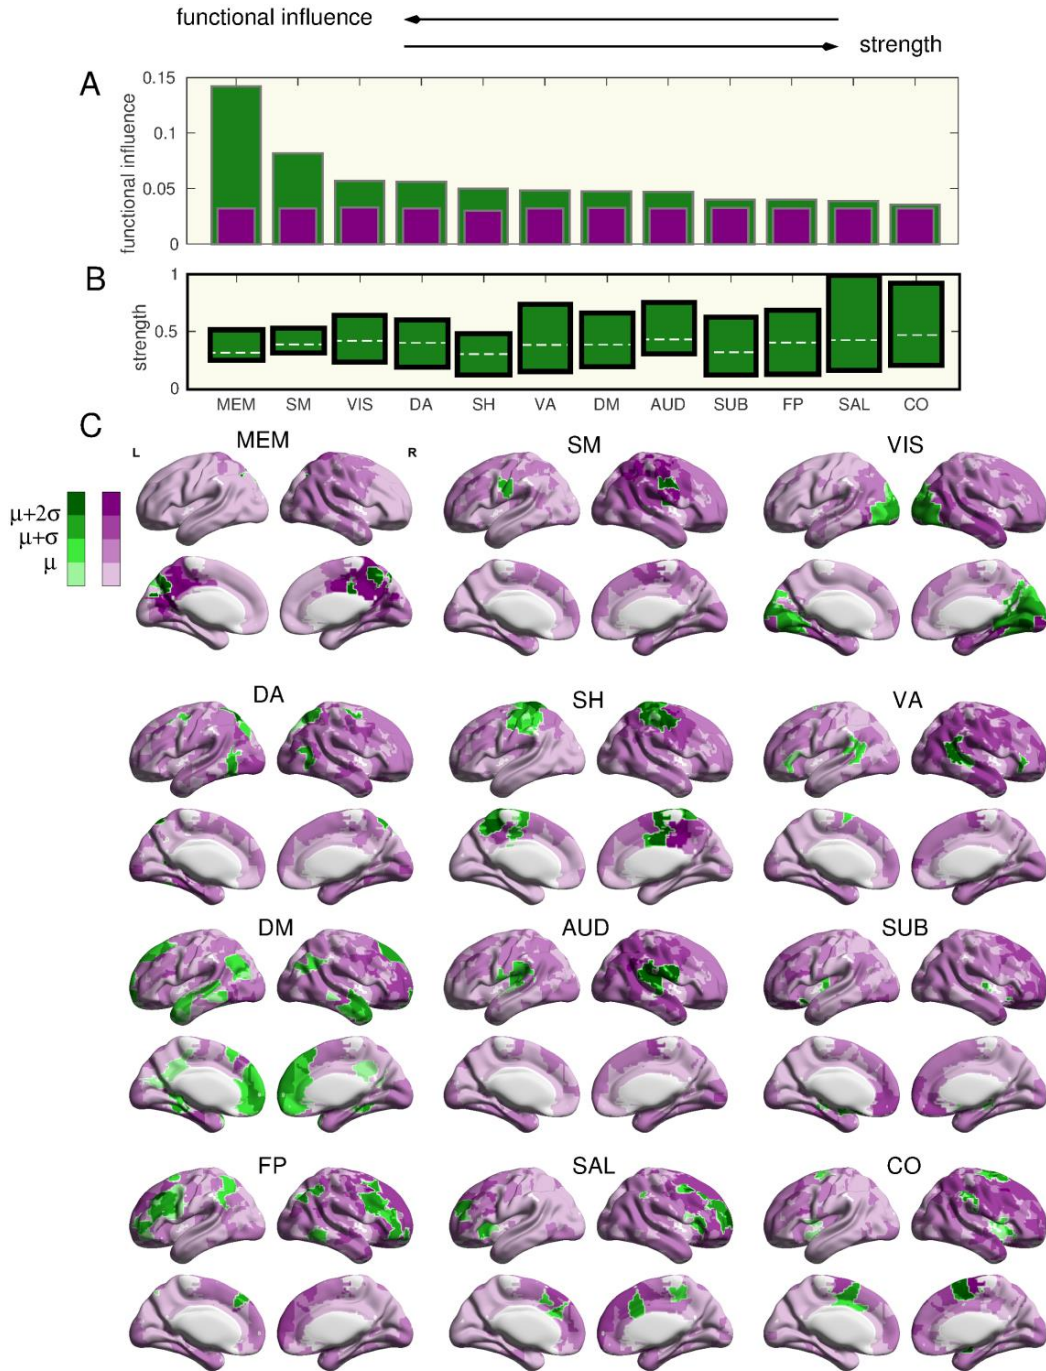 functional influence
strength
A
0.15
0.1
0.05
0
functional influence
B
1
0.5
0
strength
MEM SM VIS DA SH VA DM AUD SUB FP SAL CO
C
MEM SM VIS
L R
μ+2σ
μ+σ
μ
DA SH VA
DM AUD SUB
FP SAL CO